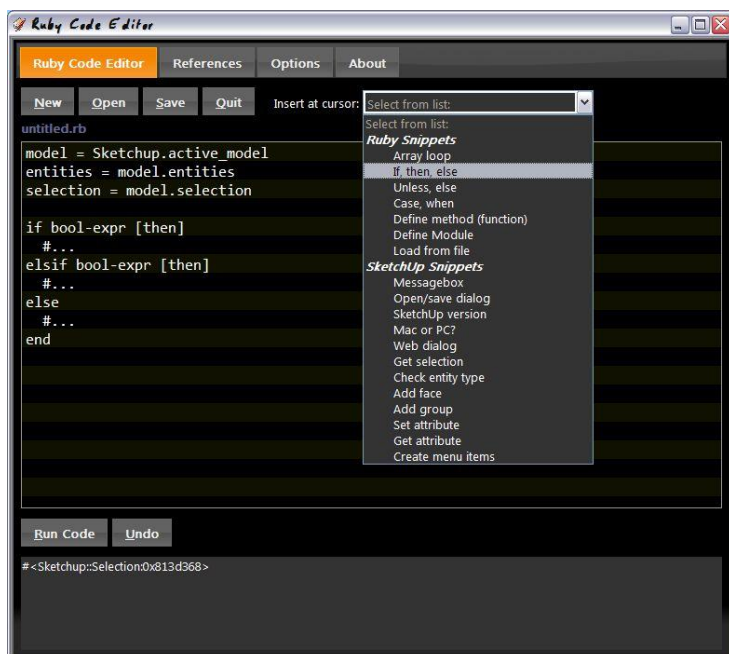 Ruby Code Editor
Ruby Code Editor References Options About
New Open Save Quit Insert at cursor: Select from list:
untitled.rb
model = Sketchup.active_model
entities = model.entities
selection = model.selection
if bool-expr [then]
#...
elsif bool-expr [then]
#...
else
#...
end
Select from list:
Ruby Snippets
Array loop
If, then, else
Unless, else
Case, when
Define method (function)
Define Module
Load from file
SketchUp Snippets
Messagebox
Open/save dialog
SketchUp version
Mac or PC?
Web dialog
Get selection
Check entity type
Add face
Add group
Set attribute
Get attribute
Create menu items
Run Code Undo
#<Sketchup::Selection:0x813d368>